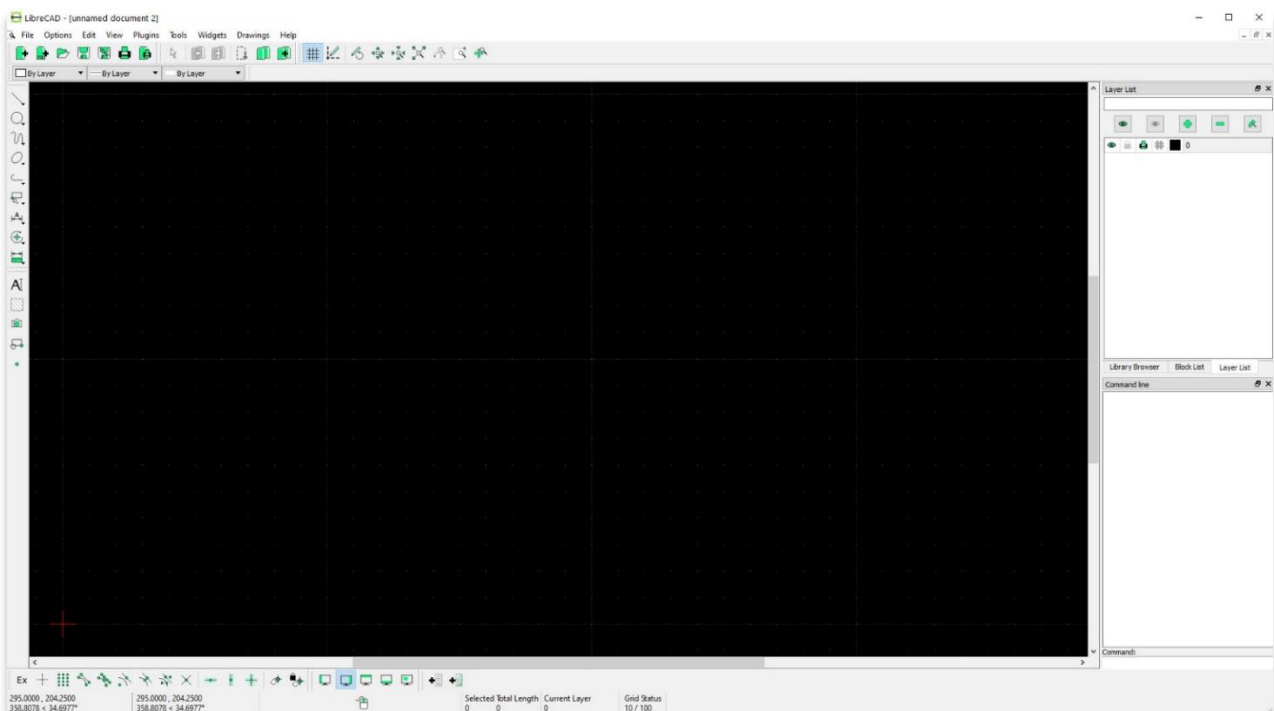 LibreCAD - [unnamed document 2]
File Options Edit View Plugins Tools Widgets Drawings Help
By Layer By Layer By Layer
Layer List
0
Library Browser Block List Layer List
Command line
Command:
Ex
295.0000 , 204.2500 295.0000 , 204.2500 Selected Total Length Current Layer Grid Status
358.8078 < 34.6977° 358.8078 < 34.6977° 0 0 0 10 / 100